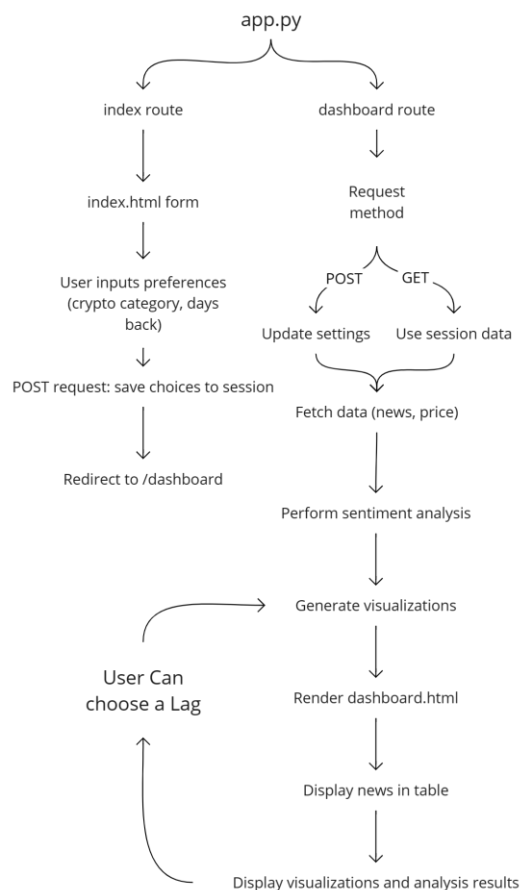 app.py
index route
dashboard route
index.html form
Request
method
User inputs preferences
(crypto category, days
back)
POST
GET
Update settings
Use session data
POST request: save choices to session
Fetch data (news, price)
Redirect to /dashboard
Perform sentiment analysis
Generate visualizations
User Can
choose a Lag
Render dashboard.html
Display news in table
Display visualizations and analysis results